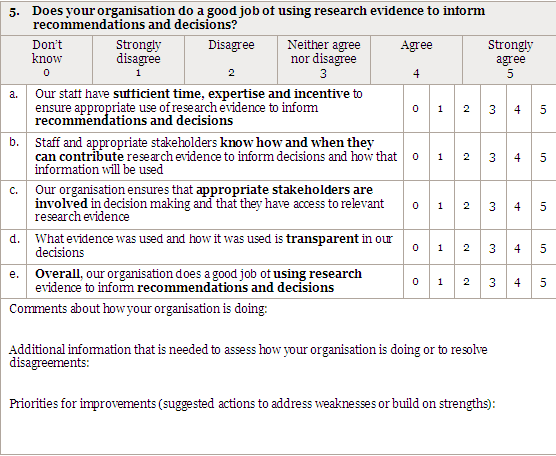 5. Does your organisation do a good job of using research evidence to inform
recommendations and decisions?
Don't Strongly Disagree Neither agree Agree Strongly
know disagree nor disagree agree
0 1 2 3 4 5
a. Our staff have sufficient time, expertise and incentive to
ensure appropriate use of research evidence to inform 0 1 2 3 4 5
recommendations and decisions
b. Staff and appropriate stakeholders know how and when they
can contribute research evidence to inform decisions and how that 0 1 2 3 4 5
information will be used
c. Our organisation ensures that appropriate stakeholders are
involved in decision making and that they have access to relevant 0 1 2 3 4 5
research evidence
d. What evidence was used and how it was used is transparent in our
decisions 0 1 2 3 4 5
e. Overall, our organisation does a good job of using research
evidence to inform recommendations and decisions 0 1 2 3 4 5
Comments about how your organisation is doing:
Additional information that is needed to assess how your organisation is doing or to resolve
disagreements:
Priorities for improvements (suggested actions to address weaknesses or build on strengths):